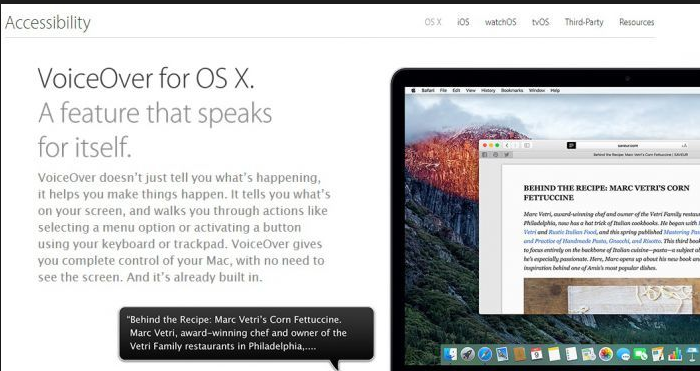 Accessibility
OS X iOS watchOS tvOS Third-Party Resources
VoiceOver for OS X.
A feature that speaks
for itself.
VoiceOver doesn't just tell you what's happening,
it helps you make things happen. It tells you what's
on your screen, and walks you through actions like
selecting a menu option or activating a button
using your keyboard or trackpad. VoiceOver gives
you complete control of your Mac, with no need to
see the screen. And it's already built in.
"Behind the Recipe: Marc Vetri's Corn Fettuccine.
Marc Vetri, award-winning chef and owner of the
Vetri Family restaurants in Philadelphia,....
Safari File Edit View History Bookmarks Window Help
saveur.com
Behind the Recipe: Marc Vetri's Corn Fettuccine | SAVEUR
BEHIND THE RECIPE: MARC VETRI'S CORN
FETTUCCINE
Marc Vetri, award-winning chef and owner of the Vetri Family restau
Philadelphia, now has a hat trick of Italian cookbooks. He began with
Vetri and Rustic Italian Food, and this spring published Mastering Pas
and Practice of Handmade Pasta, Gnocchi, and Risotto. This third book
to focus entirely on the backbone of Italian cuisine—pasta—a subject a
he's especially passionate. Here, Marc opens up about his new book an
inspiration behind one of Amis's most popular dishes.